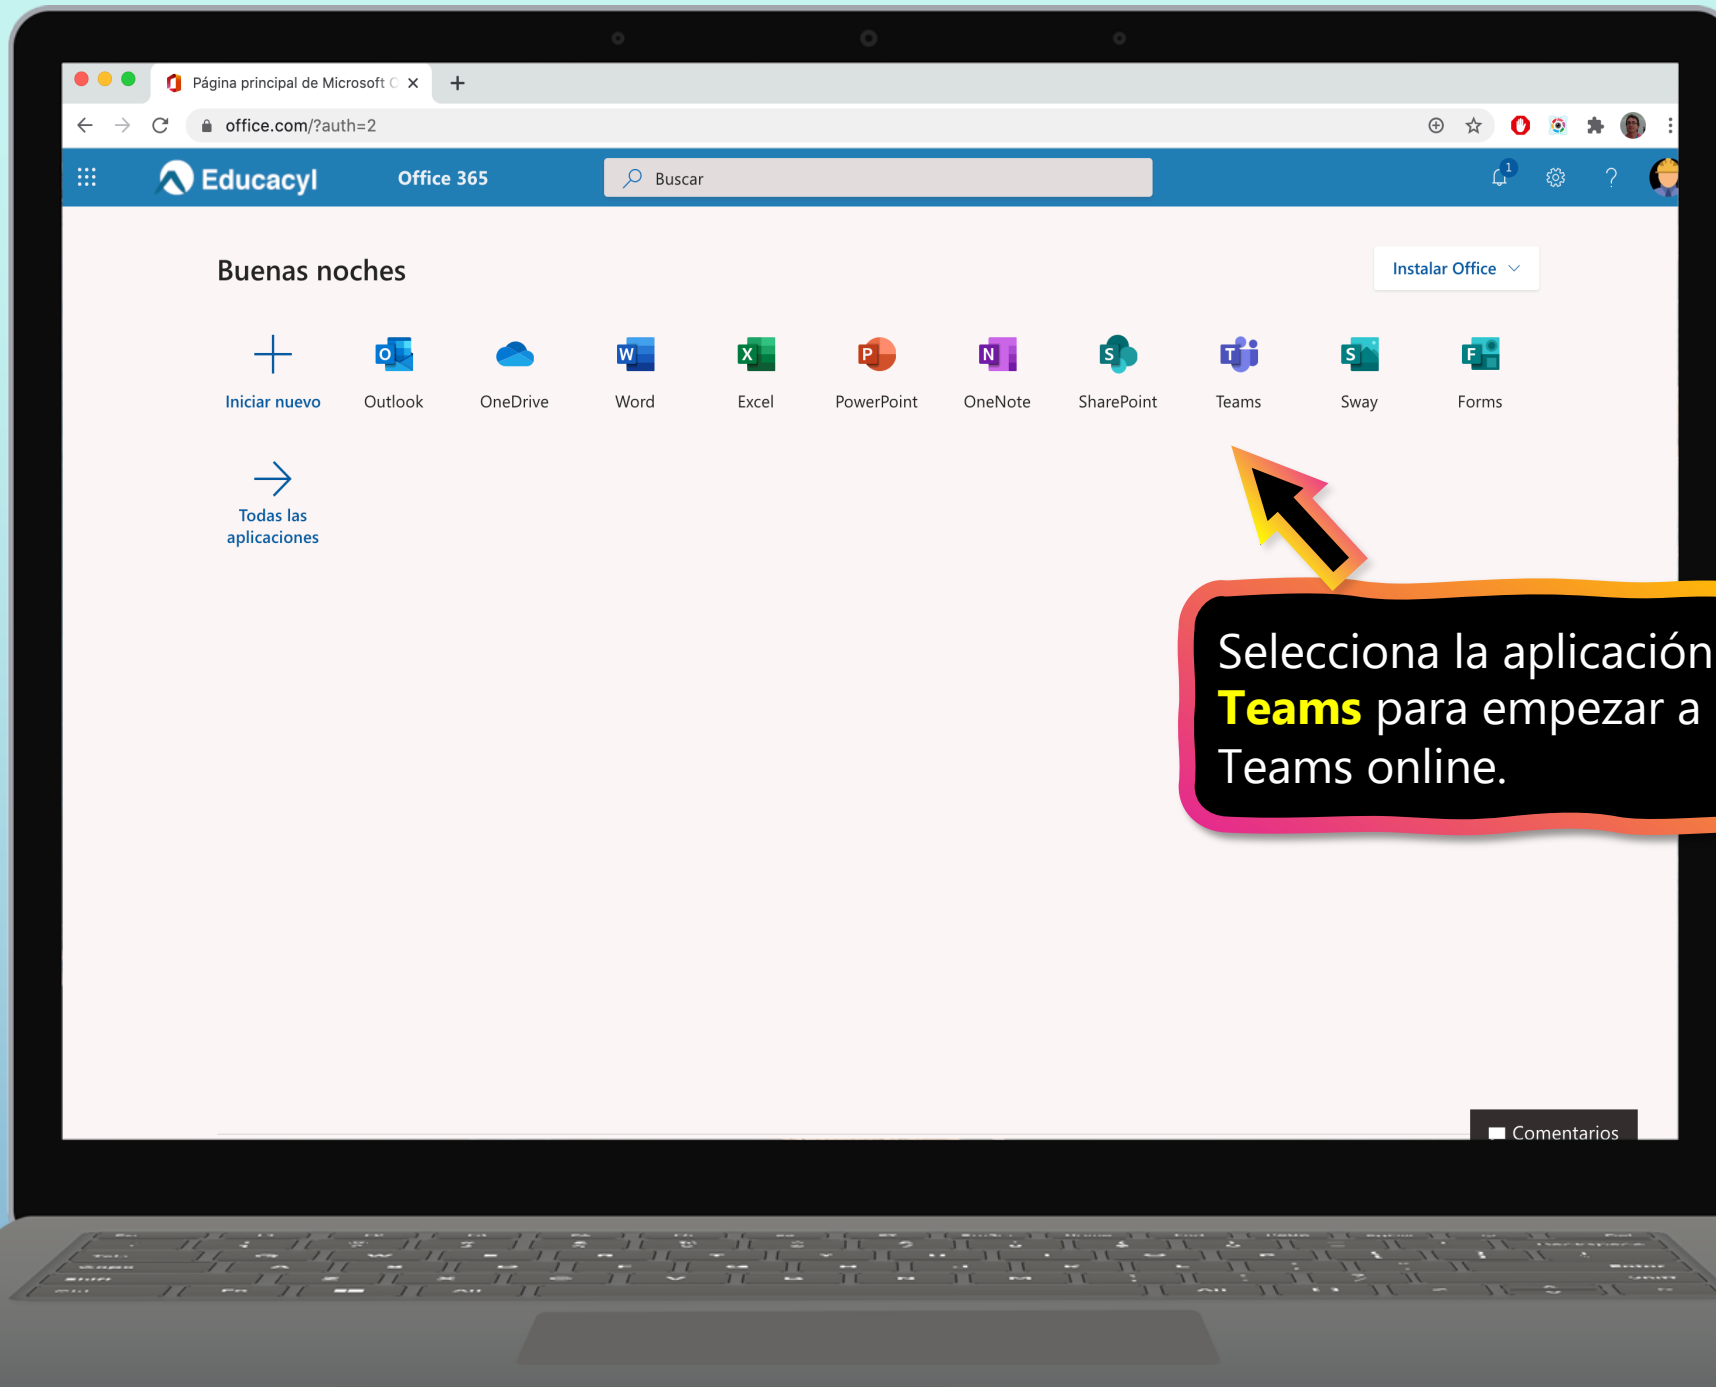 Página principal de Microsoft O
office.com/?auth=2
Educacyl
Office 365
Buscar
1
Buenas noches
Instalar Office
Iniciar nuevo
Outlook
OneDrive
Word
Excel
PowerPoint
OneNote
SharePoint
Teams
Sway
Forms
Todas las
aplicaciones
Selecciona la aplicación
Teams para empezar a
Teams online.
Comentarios